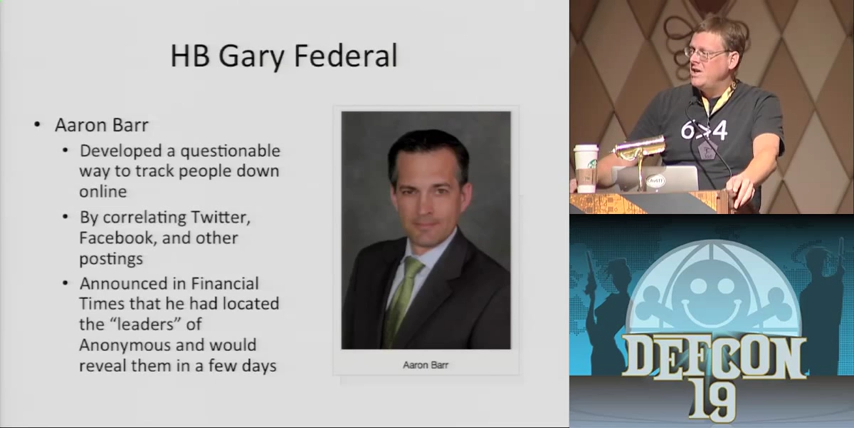 HB Gary Federal
• Aaron Barr
• Developed a questionable
way to track people down
online
• By correlating Twitter,
Facebook, and other
postings
• Announced in Financial
Times that he had located
the “leaders” of
Anonymous and would
reveal them in a few days
Aaron Barr
DEFCON
19